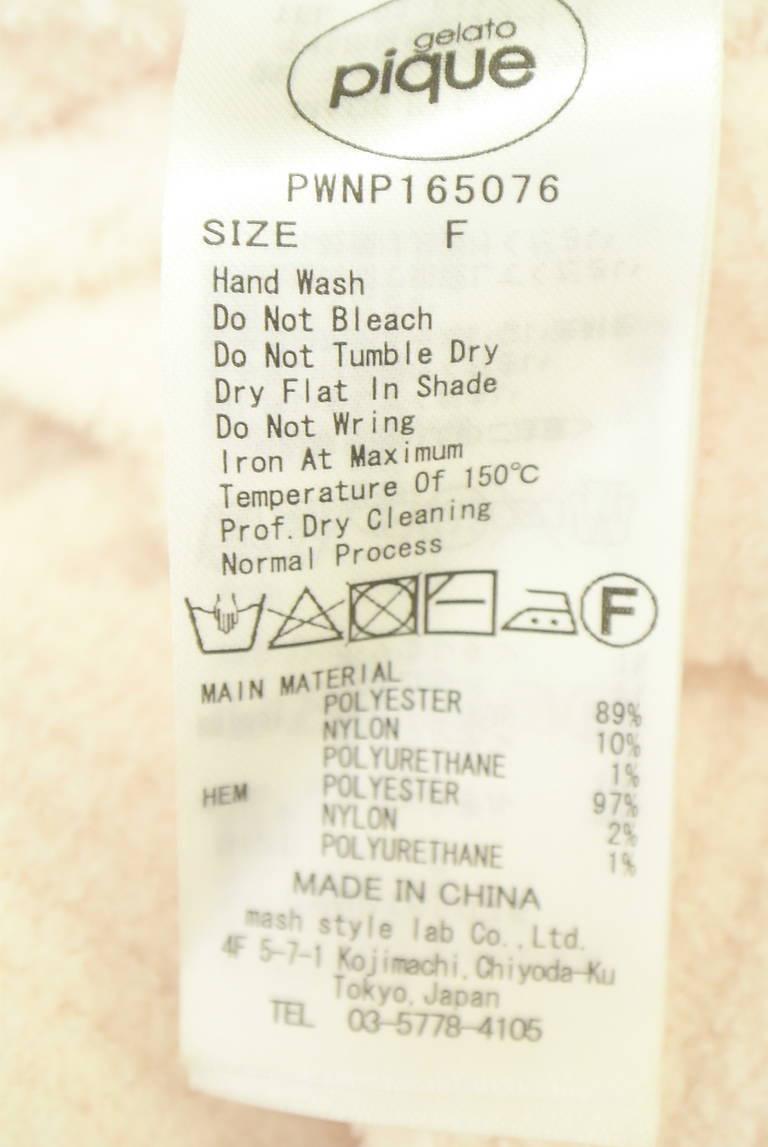 gelato
pique
PWNP165076
SIZE F
Hand Wash
Do Not Bleach
Do Not Tumble Dry
Dry Flat In Shade
Do Not Wring
Iron At Maximum
Temperature Of 150℃
Prof. Dry Cleaning
Normal Process
F
MAIN MATERIAL
POLYESTER 89%
NYLON 10%
POLYURETHANE 1%
HEM POLYESTER 97%
NYLON 2%
POLYURETHANE 1%
MADE IN CHINA
mash style lab Co.,Ltd.
4F 5-7-1 Kojimachi, Chiyoda-Ku
Tokyo, Japan
TEL 03-5778-4105